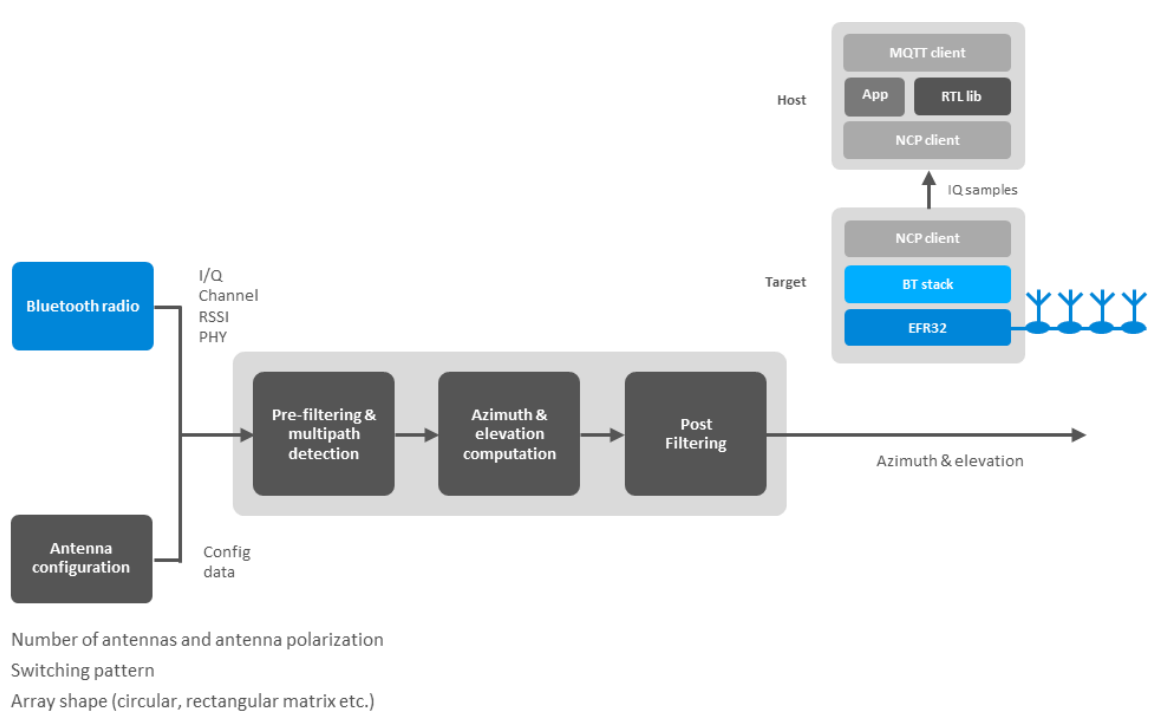 MQTT client
Host
App
RTL lib
NCP client
IQ samples
NCP client
Target
BT stack
EFR32
Bluetooth radio
I/Q
Channel
RSSI
PHY
Pre-filtering &
multipath
detection
Azimuth &
elevation
computation
Post
Filtering
Azimuth & elevation
Antenna
configuration
Config
data
Number of antennas and antenna polarization
Switching pattern
Array shape (circular, rectangular matrix etc.)